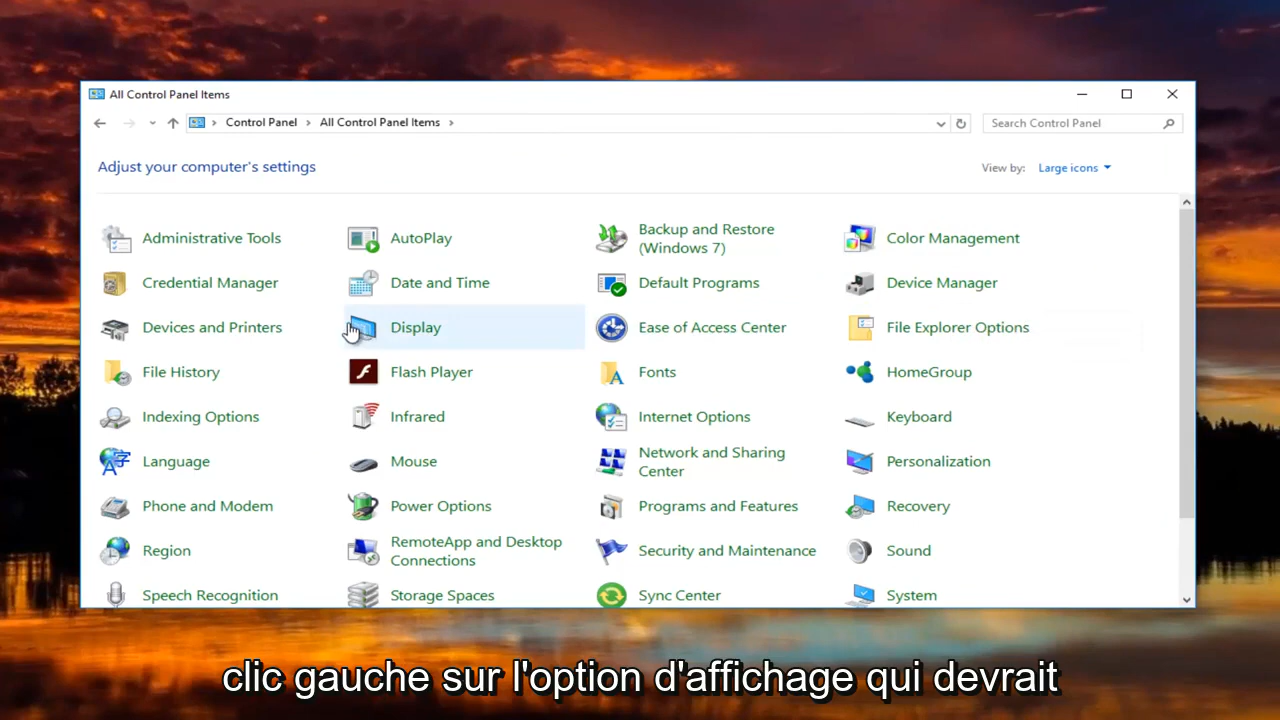 All Control Panel Items
Control Panel > All Control Panel Items >
Search Control Panel
Adjust your computer's settings
View by: Large icons
Administrative Tools
AutoPlay
Backup and Restore
(Windows 7)
Color Management
Credential Manager
Date and Time
Default Programs
Device Manager
Devices and Printers
Display
Ease of Access Center
File Explorer Options
File History
Flash Player
Fonts
HomeGroup
Indexing Options
Infrared
Internet Options
Keyboard
Language
Mouse
Network and Sharing
Center
Personalization
Phone and Modem
Power Options
Programs and Features
Recovery
Region
RemoteApp and Desktop
Connections
Security and Maintenance
Sound
Speech Recognition
Storage Spaces
Sync Center
System
clic gauche sur l'option d'affichage qui devrait